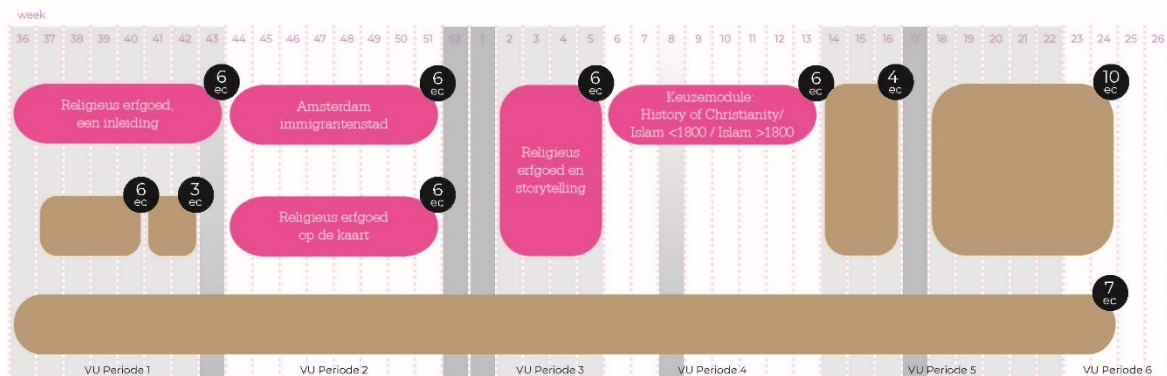 week
36 37 38 39 40 41 42 43 44 45 46 47 48 49 50 51 52 1 2 3 4 5 6 7 8 9 10 11 12 13 14 15 16 17 18 19 20 21 22 23 24 25 26
6
ec
Religieus erfgoed,
een inleiding
6
ec
Amsterdam
immigrantenstad
6
ec
Religieus
erfgoed en
storytelling
6
ec
Keuzemodule:
History of Christianity/
Islam <1800 / Islam >1800
4
ec
10
ec
6
ec
3
ec
6
ec
Religieus erfgoed
op de kaart
7
ec
VU Periode 1 VU Periode 2 VU Periode 3 VU Periode 4 VU Periode 5 VU Periode 6